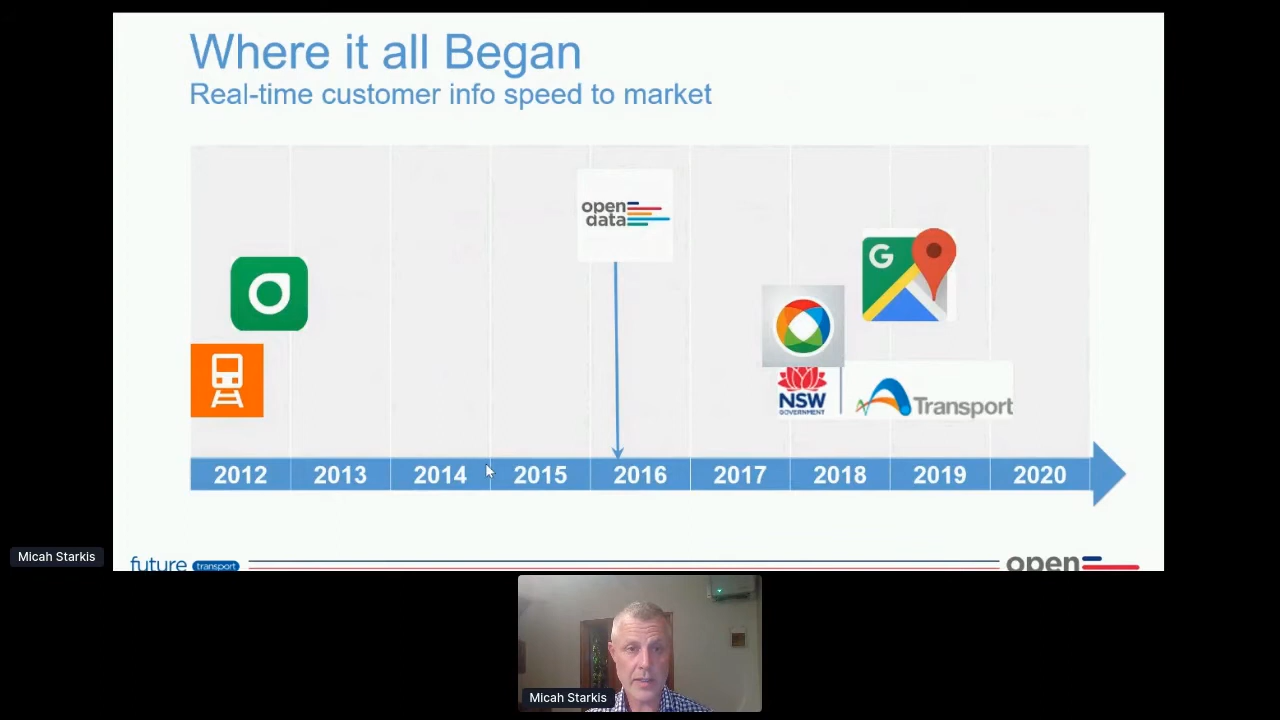 Where it all Began
Real-time customer info speed to market
open
data
G
NSW
GOVERNMENT
Transport
2012 2013 2014 2015 2016 2017 2018 2019 2020
Micah Starkis
future transport
open
Micah Starkis